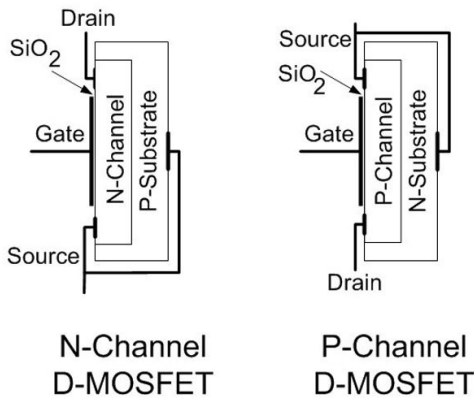 Drain
SiO2
Gate
N-Channel
P-Substrate
Source
N-Channel
D-MOSFET
Source
SiO2
Gate
P-Channel
N-Substrate
Drain
P-Channel
D-MOSFET